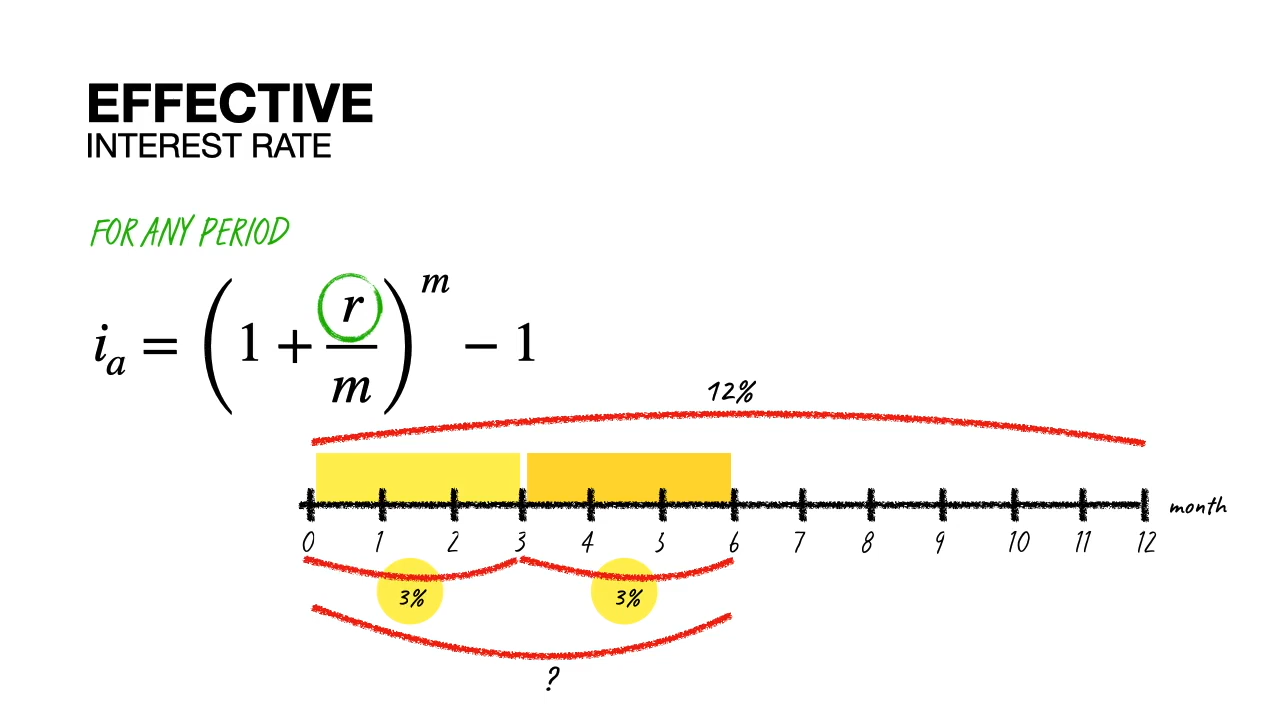 EFFECTIVE
INTEREST RATE
FOR ANY PERIOD
i_a = (1 + r/m)^m − 1
12%
month
0 1 2 3 4 5 6 7 8 9 10 11 12
3% 3%
?